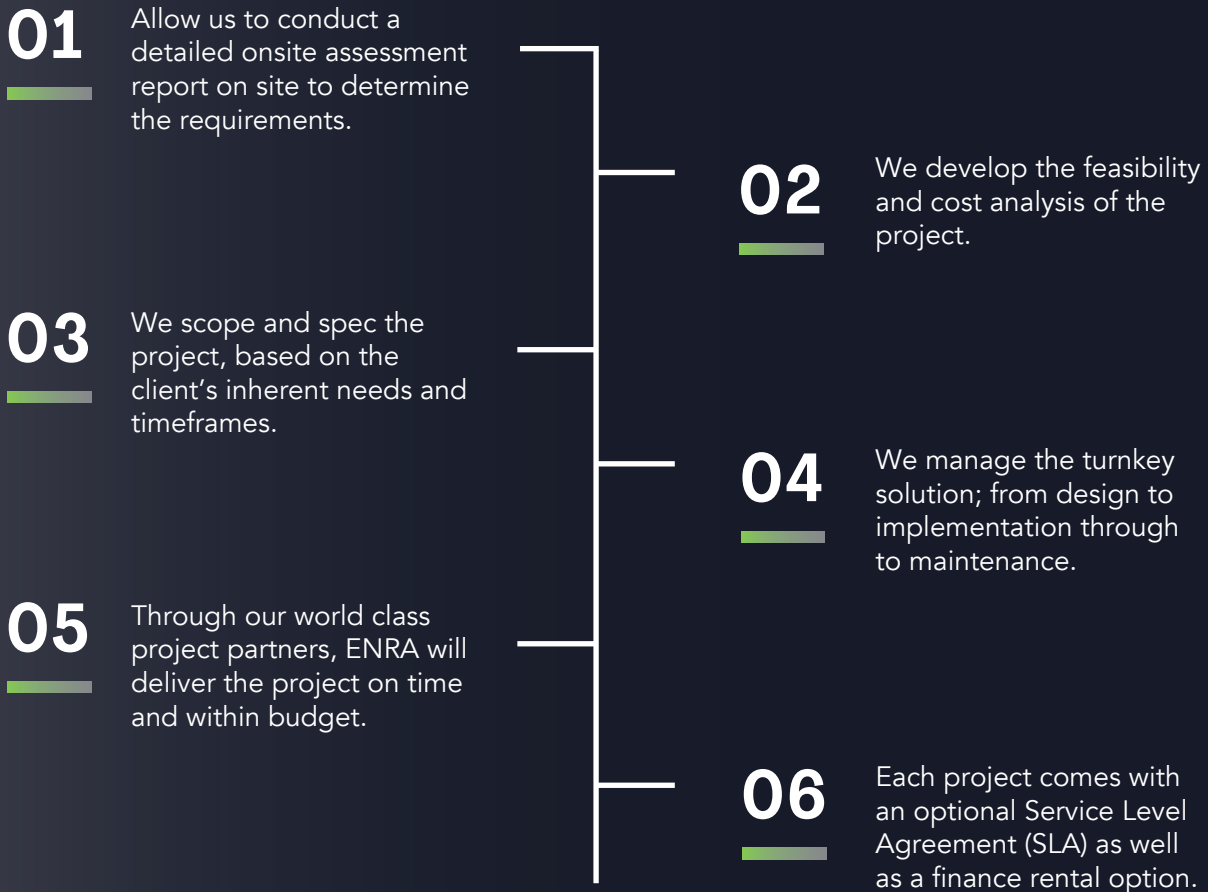 01
Allow us to conduct a
detailed onsite assessment
report on site to determine
the requirements.
02
We develop the feasibility
and cost analysis of the
project.
03
We scope and spec the
project, based on the
client’s inherent needs and
timeframes.
04
We manage the turnkey
solution; from design to
implementation through
to maintenance.
05
Through our world class
project partners, ENRA will
deliver the project on time
and within budget.
06
Each project comes with
an optional Service Level
Agreement (SLA) as well
as a finance rental option.